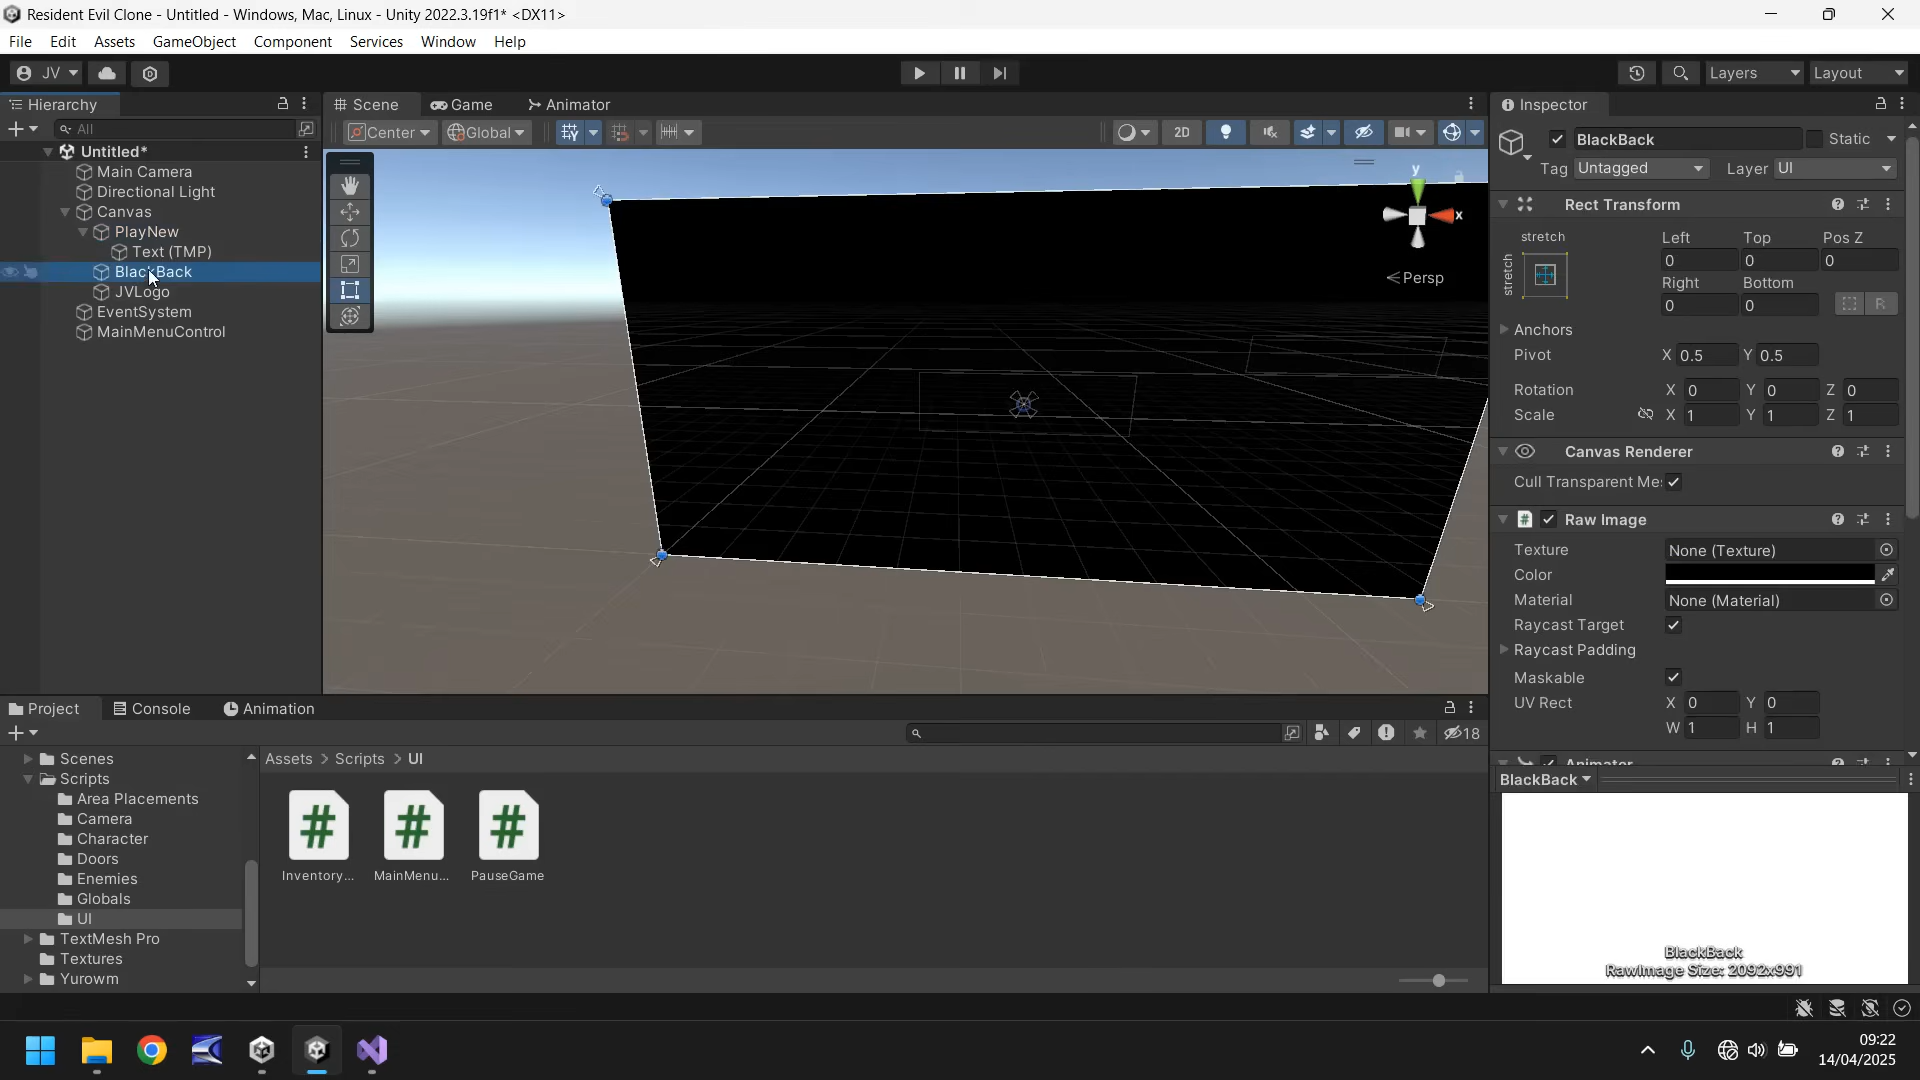 Resident Evil Clone - Untitled - Windows, Mac, Linux - Unity 2022.3.19f1* <DX11>
File Edit Assets GameObject Component Services Window Help
JV Layers Layout
Hierarchy Scene Game Animator Inspector
All Center Global 2D
Untitled*
Main Camera
Directional Light
Canvas
PlayNew
Text (TMP)
BlackBack
JVLogo
EventSystem
MainMenuControl
y
x
Persp
BlackBack Static
Tag Untagged Layer UI
Rect Transform
stretch
stretch
Left Top Pos Z
0 0 0
Right Bottom
0 0 R
Anchors
Pivot X 0.5 Y 0.5
Rotation X 0 Y 0 Z 0
Scale X 1 Y 1 Z 1
Canvas Renderer
Cull Transparent Me:
Raw Image
Texture None (Texture)
Color
Material None (Material)
Raycast Target
Raycast Padding
Maskable
UV Rect X 0 Y 0
W 1 H 1
Animator
BlackBack
BlackBack
RawImage Size: 2092x991
Project Console Animation
18
Scenes
Scripts
Area Placements
Camera
Character
Doors
Enemies
Globals
UI
TextMesh Pro
Textures
Yurowm
Assets > Scripts > UI
# # #
Inventory... MainMenu... PauseGame
09:22
14/04/2025